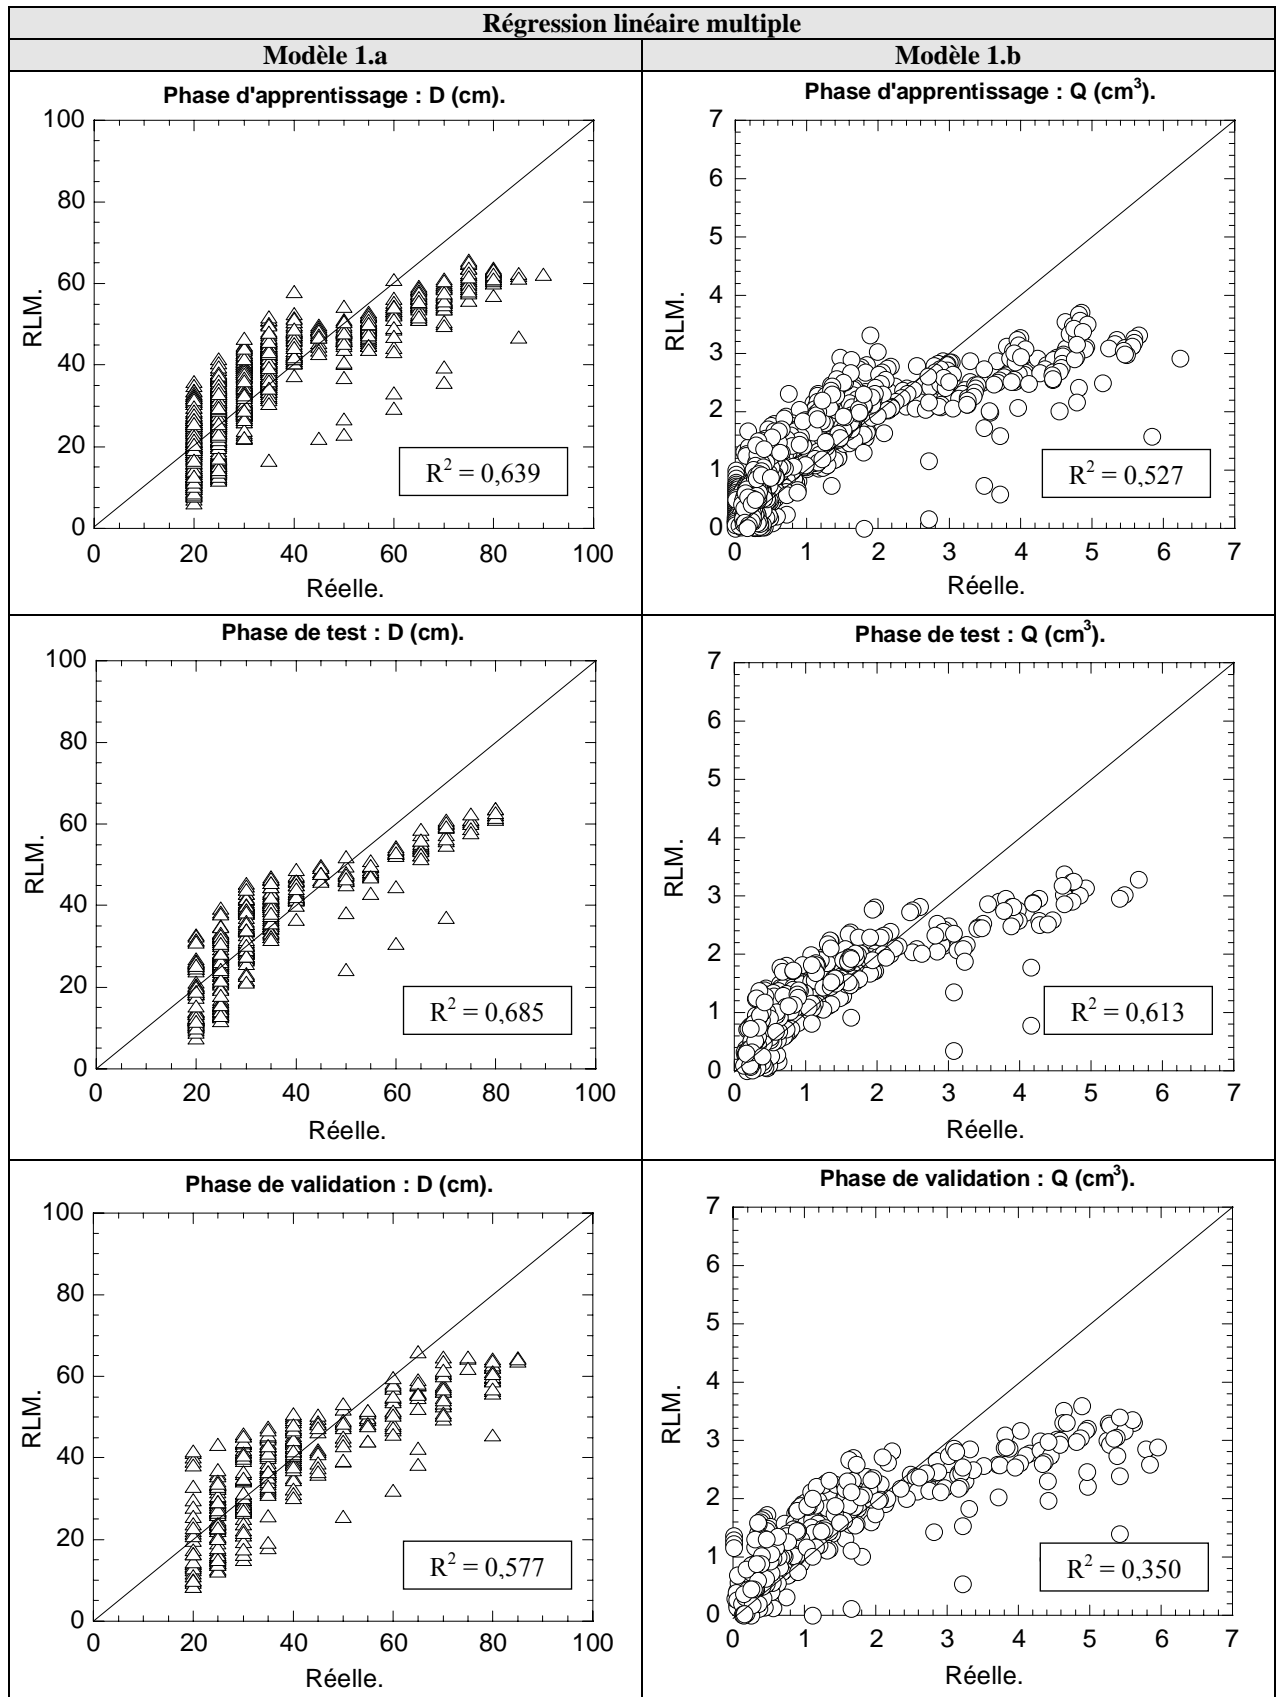 Régression linéaire multiple
Modèle 1.a
Modèle 1.b
Phase d'apprentissage : D (cm).
100
80
60
40
20
0
RLM.
R² = 0,639
0 20 40 60 80 100
Réelle.
Phase d'apprentissage : Q (cm³).
7
6
5
4
3
2
1
0
RLM.
R² = 0,527
0 1 2 3 4 5 6 7
Réelle.
Phase de test : D (cm).
100
80
60
40
20
0
RLM.
R² = 0,685
0 20 40 60 80 100
Réelle.
Phase de test : Q (cm³).
7
6
5
4
3
2
1
0
RLM.
R² = 0,613
0 1 2 3 4 5 6 7
Réelle.
Phase de validation : D (cm).
100
80
60
40
20
0
RLM.
R² = 0,577
0 20 40 60 80 100
Réelle.
Phase de validation : Q (cm³).
7
6
5
4
3
2
1
0
RLM.
R² = 0,350
0 1 2 3 4 5 6 7
Réelle.